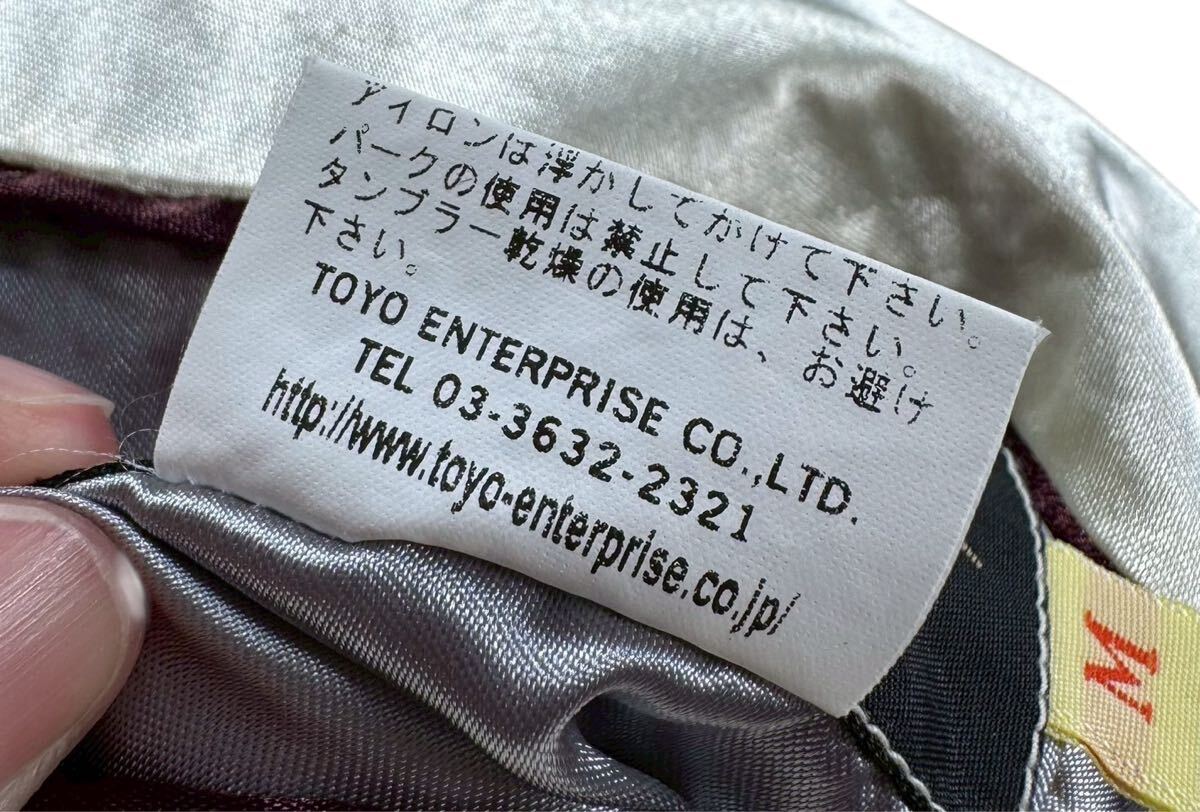 アイロンは浮かしてかけて下さい。
パークの使用は禁止して下さい。
タンブラー乾燥の使用は、お避け
下さい。
TOYO ENTERPRISE CO.,LTD.
TEL 03-3632-2321
http://www.toyo-enterprise.co.jp/
M